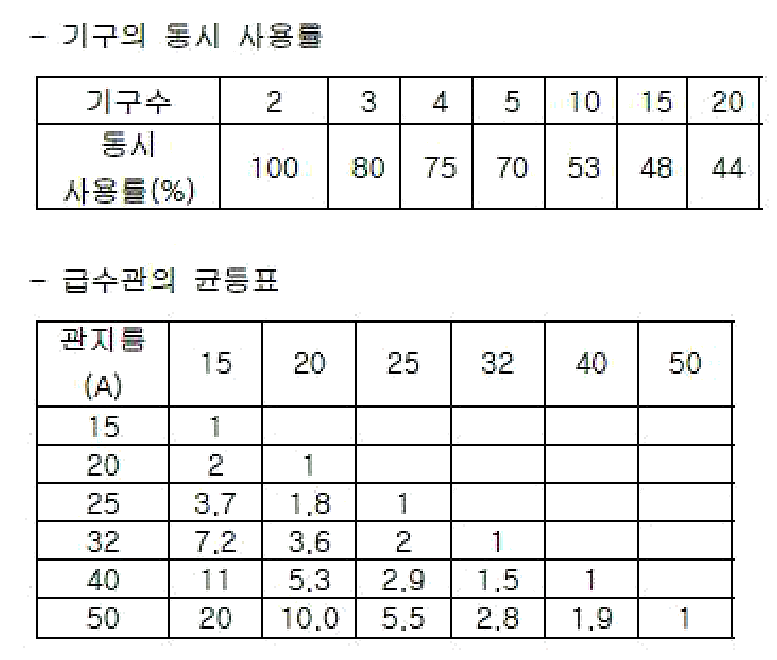 - 기구의 동시 사용률
기구수 2 3 4 5 10 15 20
동시
사용률(%) 100 80 75 70 53 48 44
- 급수관의 균등표
관지름
(A) 15 20 25 32 40 50
15 1
20 2 1
25 3.7 1.8 1
32 7.2 3.6 2 1
40 11 5.3 2.9 1.5 1
50 20 10.0 5.5 2.8 1.9 1